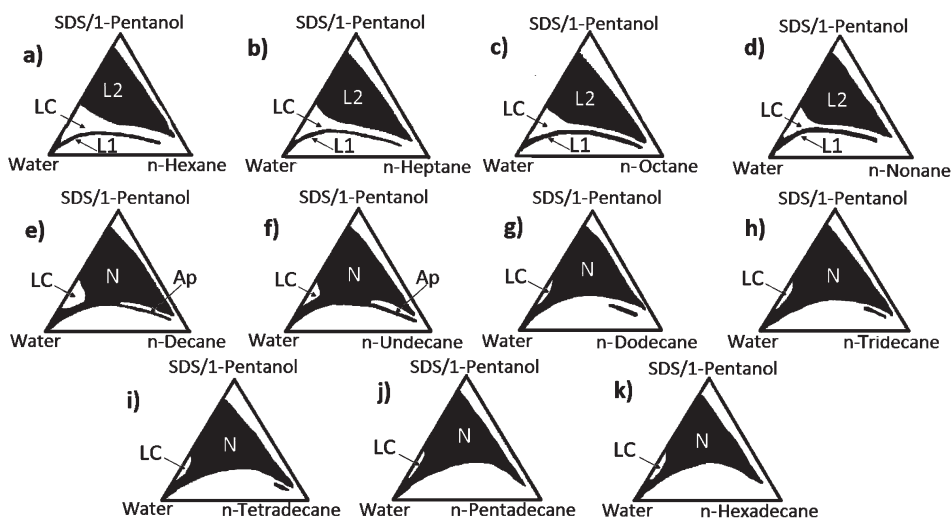 SDS/1-Pentanol
a)
L2
LC
L1
Water
n-Hexane
SDS/1-Pentanol
b)
L2
LC
L1
Water
n-Heptane
SDS/1-Pentanol
c)
L2
LC
L1
Water
n-Octane
SDS/1-Pentanol
d)
L2
LC
L1
Water
n-Nonane
SDS/1-Pentanol
e)
N
LC
Ap
Water
n-Decane
SDS/1-Pentanol
f)
N
LC
Ap
Water
n-Undecane
SDS/1-Pentanol
g)
N
LC
Water
n-Dodecane
SDS/1-Pentanol
h)
N
LC
Water
n-Tridecane
SDS/1-Pentanol
i)
N
LC
Water
n-Tetradecane
SDS/1-Pentanol
j)
N
LC
Water
n-Pentadecane
SDS/1-Pentanol
k)
N
LC
Water
n-Hexadecane